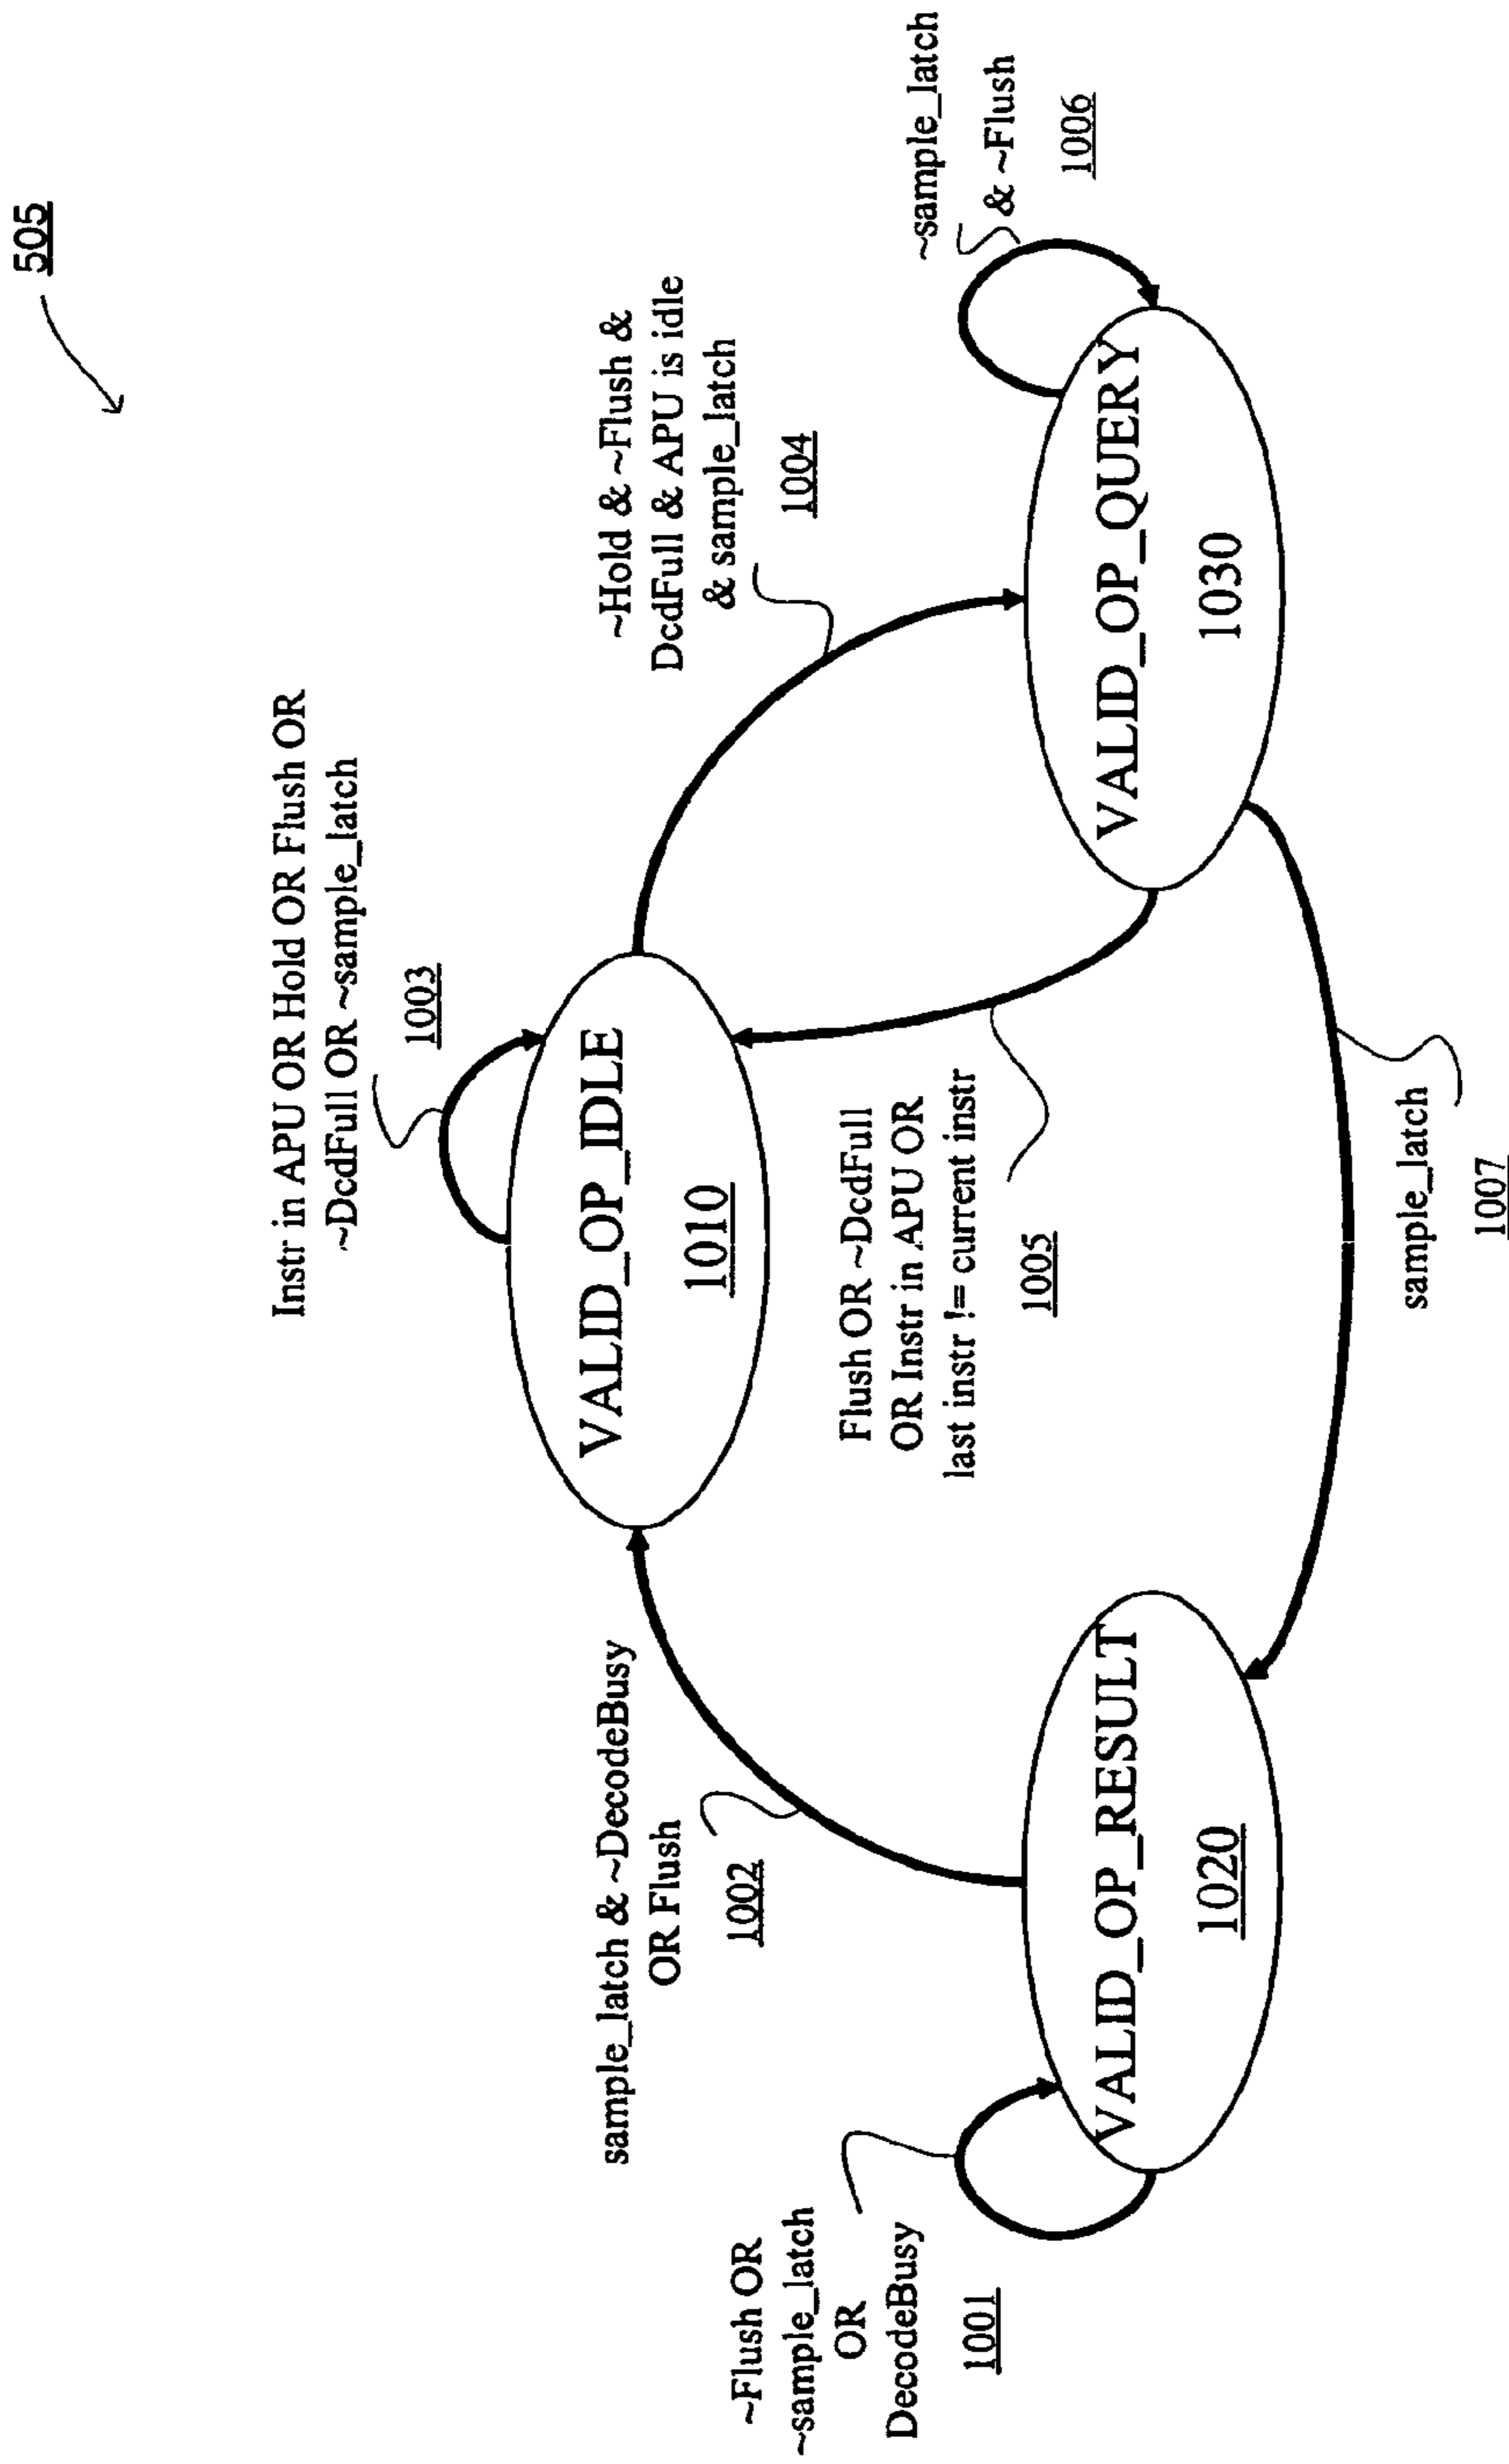 505
Instr in APU OR Hold OR Flush OR
~DcdFull OR ~sample_latch
1003
~Hold & ~Flush &
DcdFull & APU is idle
& sample_latch
1004
sample_latch & ~DecodeBusy
OR Flush
1002
VALID_OP_IDLE
1010
~Flush OR
~sample_latch
OR
DecodeBusy
1001
Flush OR ~DcdFull
OR Instr in APU OR
last instr != current instr
1005
~sample_latch
& ~Flush
1006
VALID_OP_RESULT
1020
VALID_OP_QUERY
1030
sample_latch
1007